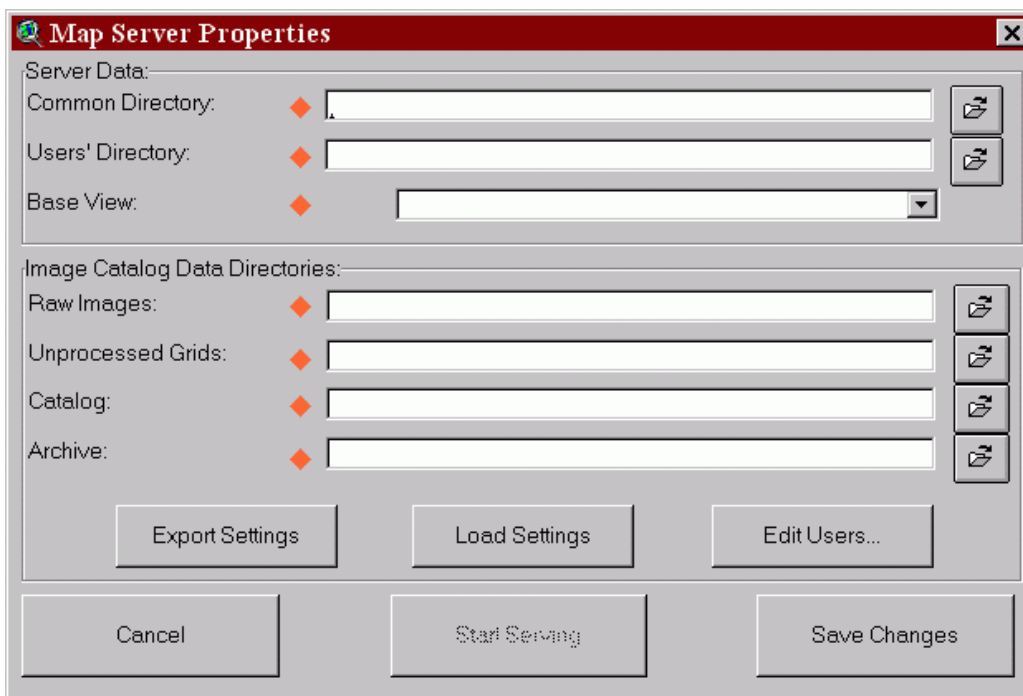 Map Server Properties
Server Data:
Common Directory:
Users' Directory:
Base View:
Image Catalog Data Directories:
Raw Images:
Unprocessed Grids:
Catalog:
Archive:
Export Settings
Load Settings
Edit Users...
Cancel
Start Serving
Save Changes